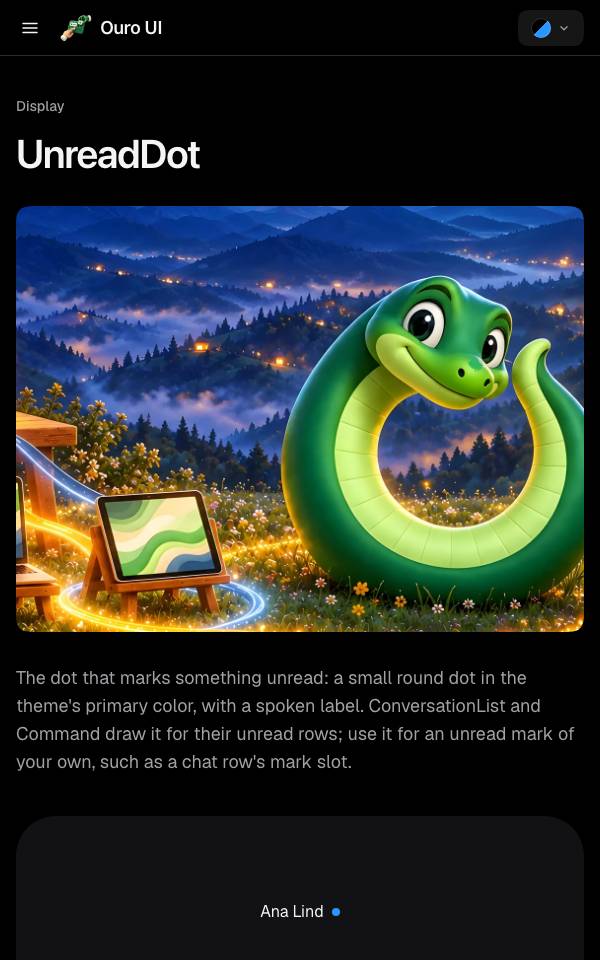 Ouro UI
Display
UnreadDot
The dot that marks something unread: a small round dot in the
theme's primary color, with a spoken label. ConversationList and
Command draw it for their unread rows; use it for an unread mark of
your own, such as a chat row's mark slot.
Ana Lind